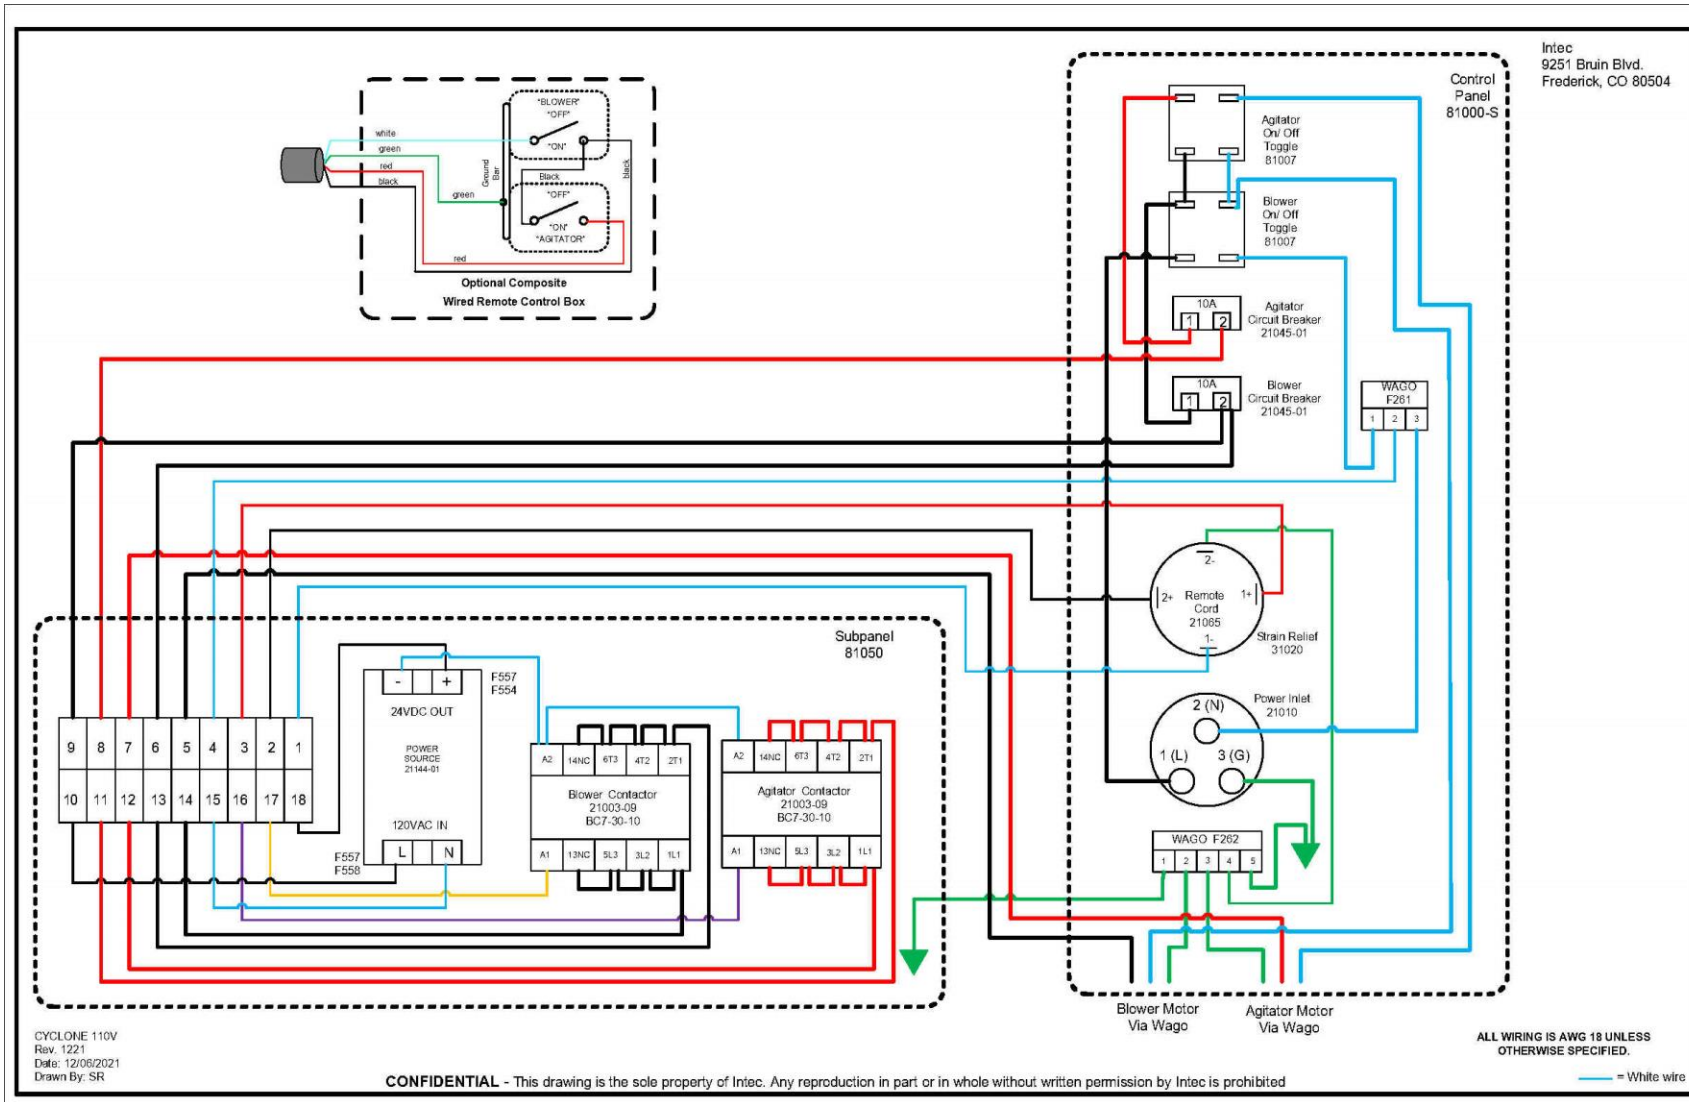 Intec
9251 Bruin Blvd.
Frederick, CO 80504
Control
Panel
81000-S
"BLOWER"
"OFF"
"ON"
white
green
red
black
Ground
Bar
Black
black
green
"OFF"
"ON"
"AGITATOR"
red
Optional Composite
Wired Remote Control Box
Agitator
On/ Off
Toggle
81007
Blower
On/ Off
Toggle
81007
10A
1 2
Agitator
Circuit Breaker
21045-01
10A
1 2
Blower
Circuit Breaker
21045-01
WAGO
F261
1 2 3
2-
2+
Remote
Cord
21065
1+
1-
Strain Relief
31020
Power Inlet
21010
2 (N)
1 (L)
3 (G)
WAGO F262
1 2 3 4 5
Subpanel
81050
F557
F554
- +
24VDC OUT
POWER
SOURCE
21144-01
120VAC IN
L N
F557
F558
9 8 7 6 5 4 3 2 1
10 11 12 13 14 15 16 17 18
A2 14NC 6T3 4T2 2T1
Blower Contactor
21003-09
BC7-30-10
A1 13NC 5L3 3L2 1L1
A2 14NC 6T3 4T2 2T1
Agitator Contactor
21003-09
BC7-30-10
A1 13NC 5L3 3L2 1L1
Blower Motor
Via Wago
Agitator Motor
Via Wago
CYCLONE 110V
Rev. 1221
Date: 12/06/2021
Drawn By: SR
CONFIDENTIAL - This drawing is the sole property of Intec. Any reproduction in part or in whole without written permission by Intec is prohibited
ALL WIRING IS AWG 18 UNLESS
OTHERWISE SPECIFIED.
= White wire